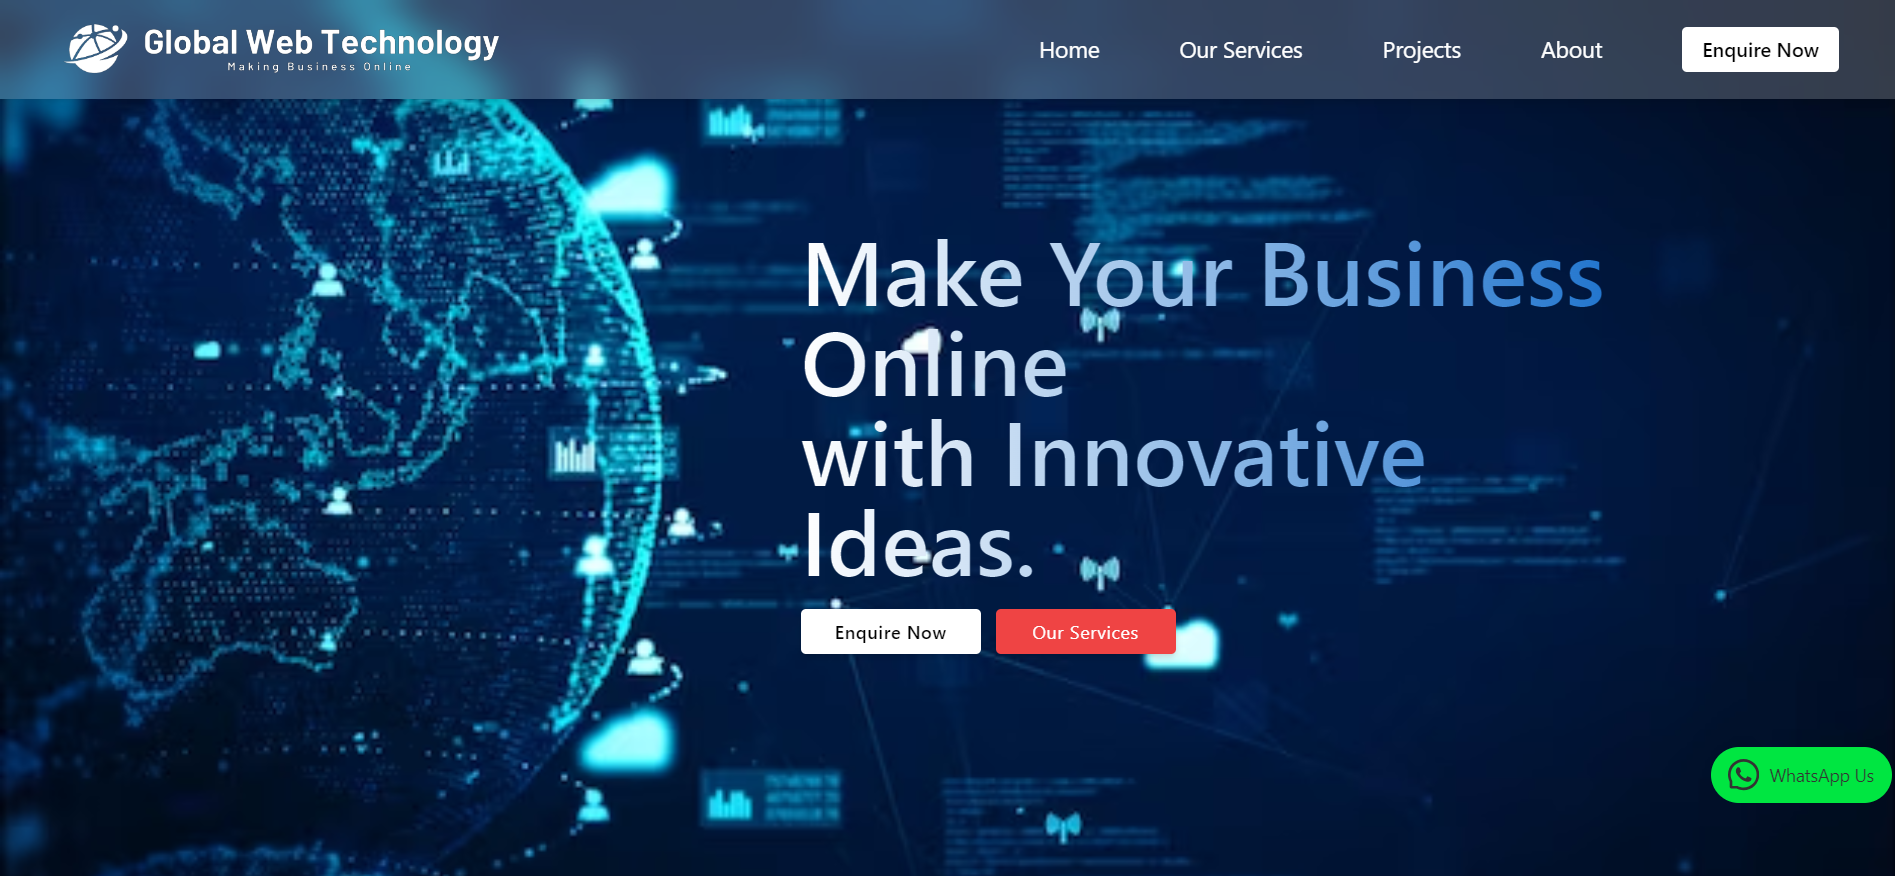 Global Web Technology
Making Business Online
Home
Our Services
Projects
About
Enquire Now
Make Your Business
Online
with Innovative
Ideas.
Enquire Now
Our Services
WhatsApp Us